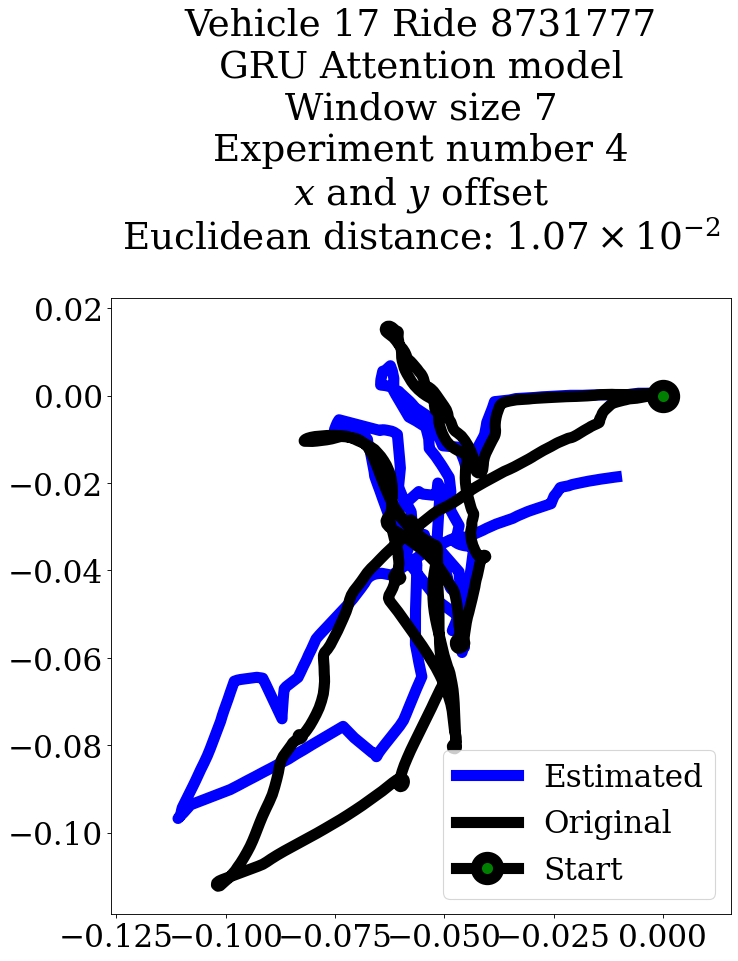 Vehicle 17 Ride 8731777
GRU Attention model
Window size 7
Experiment number 4
x and y offset
Euclidean distance: 1.07 × 10⁻²
0.02
0.00
−0.02
−0.04
−0.06
−0.08
−0.10
Estimated
Original
Start
−0.125 −0.100 −0.075 −0.050 −0.025 0.000